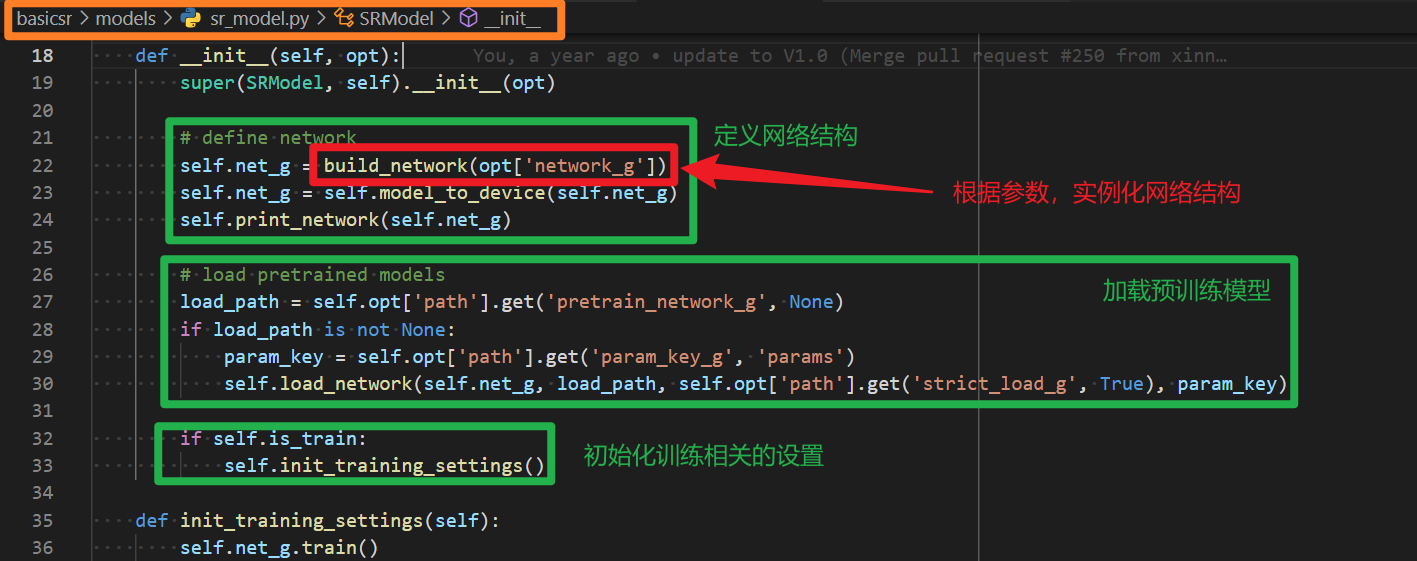 basicsr > models > sr_model.py > SRModel > __init__
18 def __init__(self, opt): You, a year ago • update to V1.0 (Merge pull request #250 from xinn…
19 super(SRModel, self).__init__(opt)
20
21 # define network 定义网络结构
22 self.net_g = build_network(opt['network_g'])
23 self.net_g = self.model_to_device(self.net_g) 根据参数，实例化网络结构
24 self.print_network(self.net_g)
25
26 # load pretrained models 加载预训练模型
27 load_path = self.opt['path'].get('pretrain_network_g', None)
28 if load_path is not None:
29 param_key = self.opt['path'].get('param_key_g', 'params')
30 self.load_network(self.net_g, load_path, self.opt['path'].get('strict_load_g', True), param_key)
31
32 if self.is_train: 初始化训练相关的设置
33 self.init_training_settings()
34
35 def init_training_settings(self):
36 self.net_g.train()